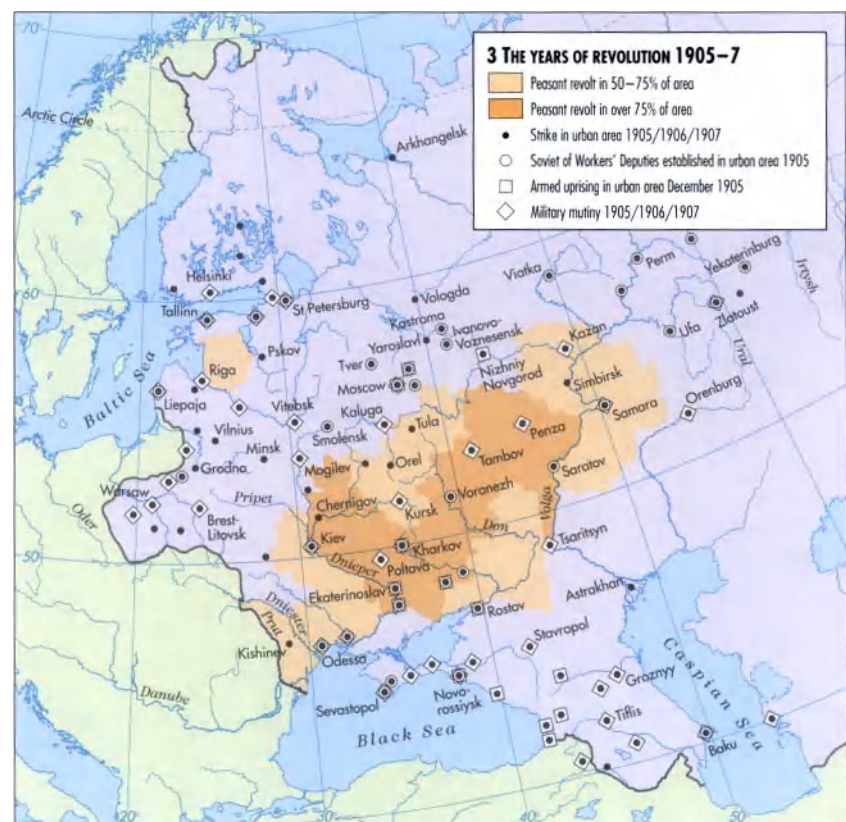 3 THE YEARS OF REVOLUTION 1905–7
Peasant revolt in 50–75% of area
Peasant revolt in over 75% of area
Strike in urban area 1905/1906/1907
Soviet of Workers' Deputies established in urban area 1905
Armed uprising in urban area December 1905
Military mutiny 1905/1906/1907
70°
Arctic Circle
Arkhangelsk
Irtysh
Yekaterinburg
Perm
Viatka
Helsinki
60
St Petersburg
Vologda
Zlatoust
Tallinn
Kostroma
Ivanovo-
Voznesensk
Ufa
Ural
Yaroslavl
Kazan
Pskov
Tver
Nizhniy
Novgorod
Baltic Sea
Riga
Moscow
Simbirsk
Orenburg
Liepaja
Vitebsk
Kaluga
Tula
Samara
Vilnius
Smolensk
Penza
Minsk
Orel
Tambov
Grodno
Mogilev
Saratov
Warsaw
Pripet
Chernigov
Voronezh
Oder
Kursk
Volga
Brest-
Litovsk
Kiev
Don
Tsaritsyn
Kharkov
50
Dnieper
Poltava
Ekaterinoslav
Astrakhan
Dniester
Rostov
Prut
Stavropol
Kishinev
Odessa
Caspian Sea
Danube
Groznyy
Sevastopol
Novo-
rossiysk
Tiflis
Black Sea
Baku
20°
30
40
50